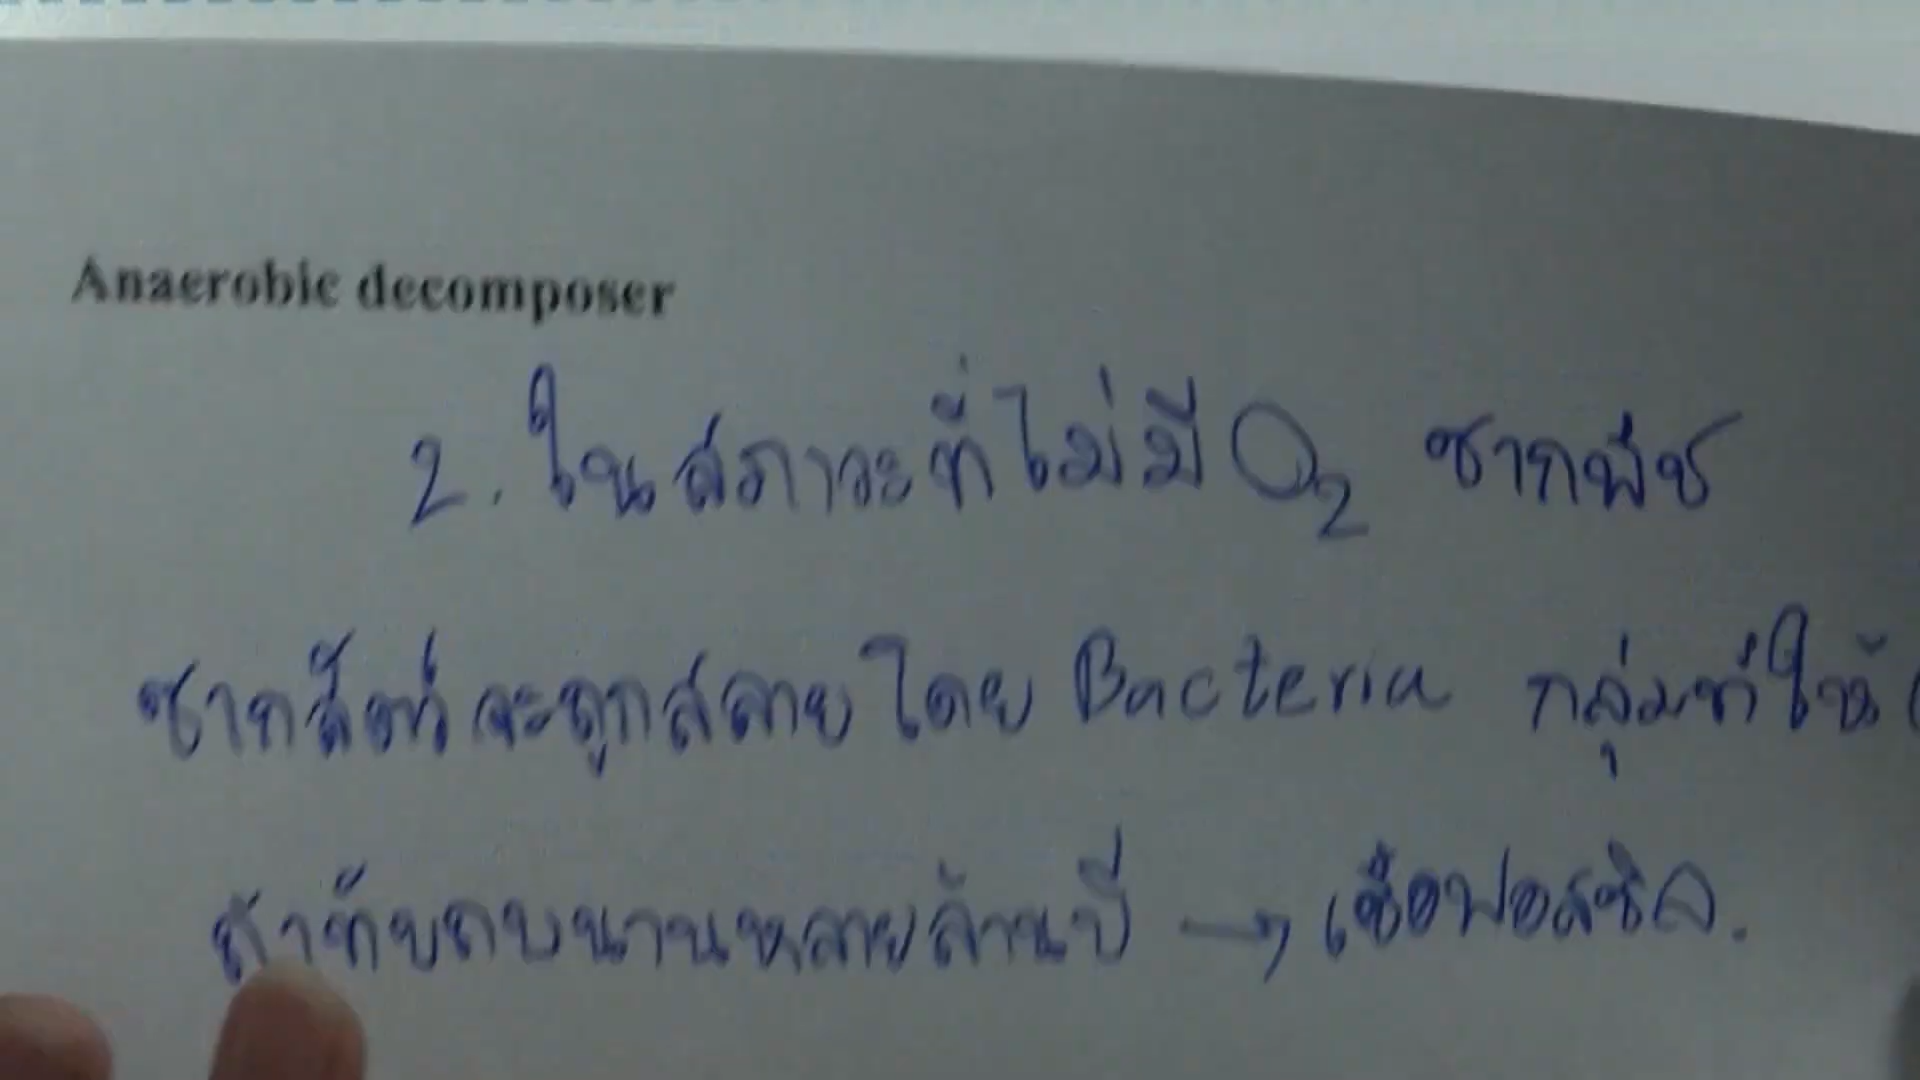 Anaerobic decomposer
2. ในสภาวะที่ไม่มี O₂ ซากพืช
ซากสัตว์ จะถูกสลายโดย Bacteria กลุ่มที่ให้
ถ้าทับถมนานหลายล้านปี → เชื้อฟอสซิล.